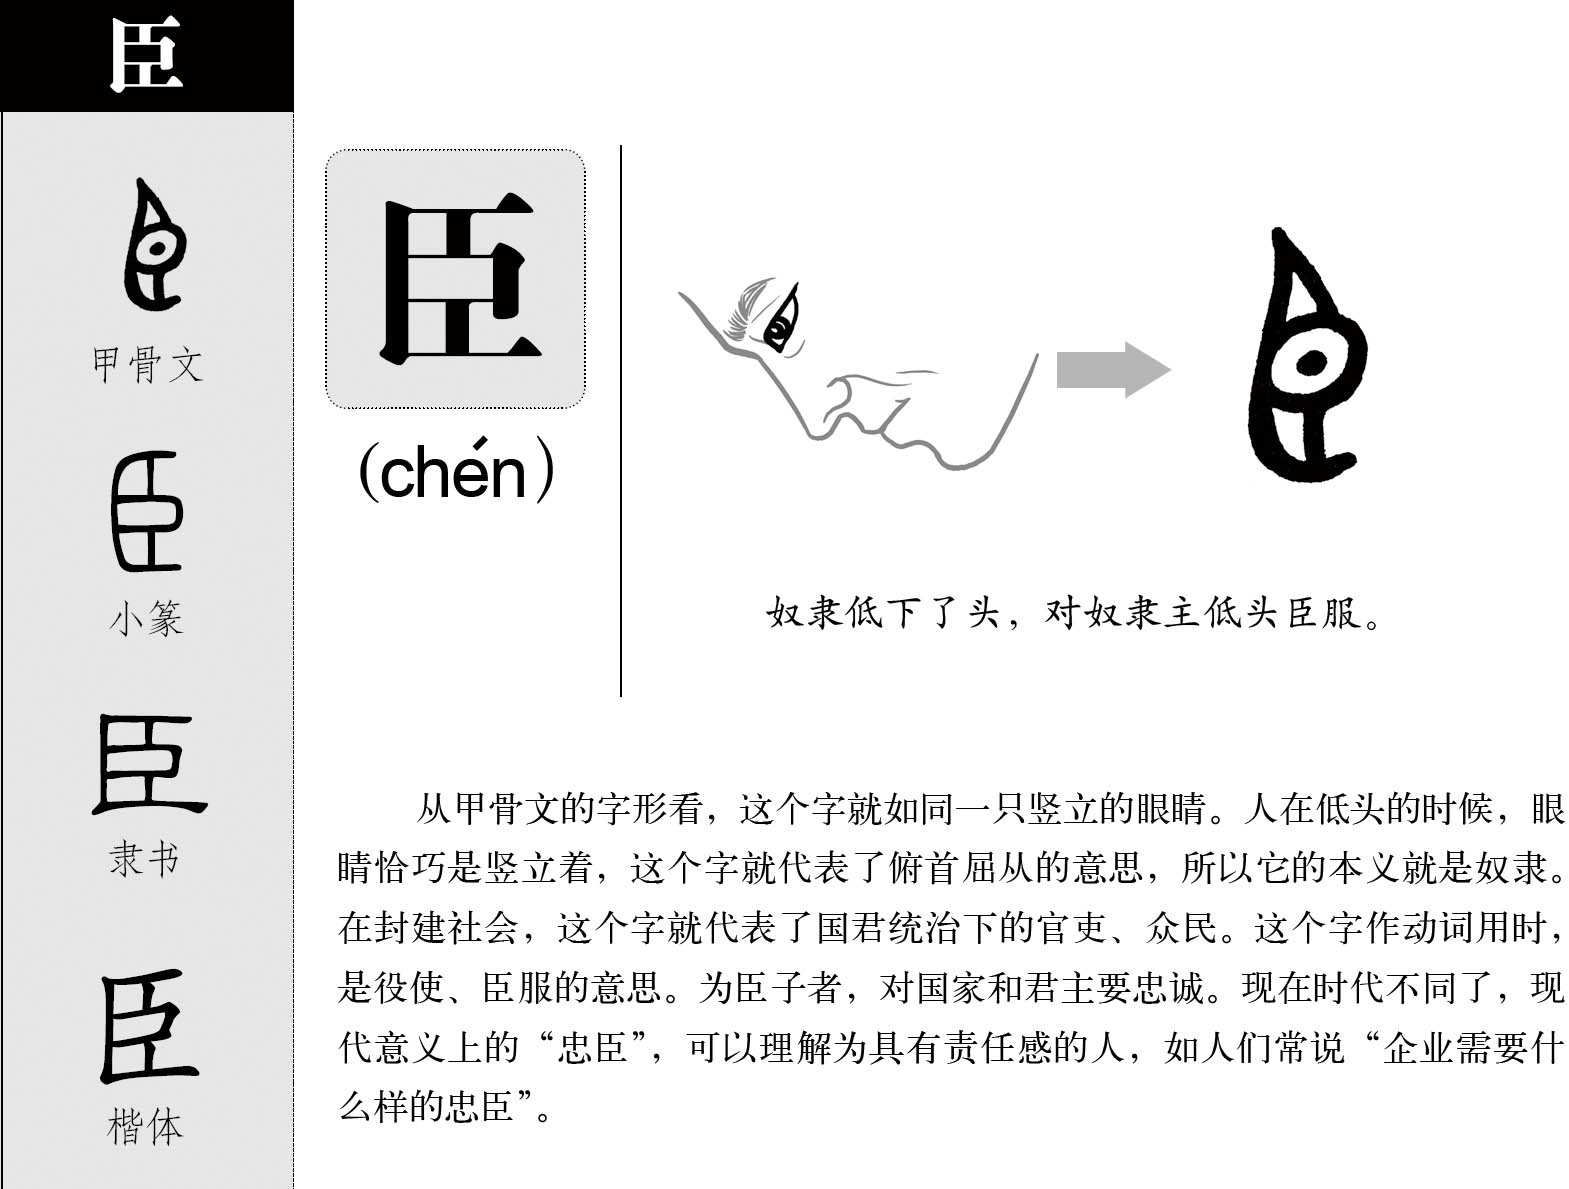 臣
甲骨文
小篆
隶书
楷体
臣
（chén）
奴隶低下了头，对奴隶主低头臣服。
从甲骨文的字形看，这个字就如同一只竖立的眼睛。人在低头的时候，眼
睛恰巧是竖立着，这个字就代表了俯首屈从的意思，所以它的本义就是奴隶。
在封建社会，这个字就代表了国君统治下的官吏、众民。这个字作动词用时，
是役使、臣服的意思。为臣子者，对国家和君主要忠诚。现在时代不同了，现
代意义上的“忠臣”，可以理解为具有责任感的人，如人们常说“企业需要什
么样的忠臣”。